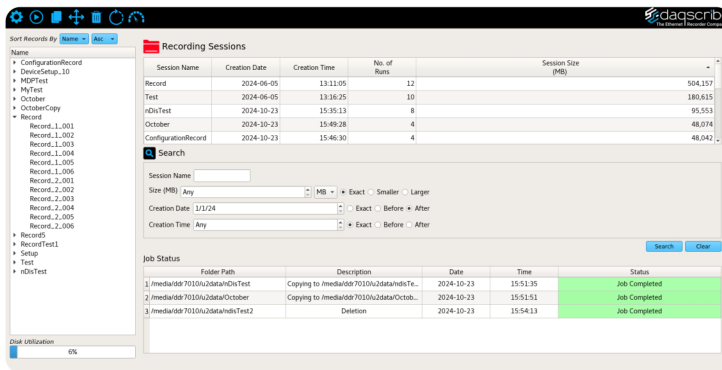 daqscrib
The Ethernet Recorder Compa
Sort Records By Name Asc
Name
ConfigurationRecord
DeviceSetup_10
MDPTest
MyTest
October
OctoberCopy
Record
Record_1_001
Record_1_002
Record_1_003
Record_1_004
Record_1_005
Record_1_006
Record_2_001
Record_2_002
Record_2_003
Record_2_004
Record_2_005
Record_2_006
Record5
RecordTest1
Setup
Test
nDisTest
Disk Utilization
6%
Recording Sessions
Session Name Creation Date Creation Time No. of Runs Session Size (MB)
Record 2024-06-05 13:11:05 12 504,157
Test 2024-06-05 13:16:25 10 180,615
nDisTest 2024-10-23 15:35:13 8 95,553
October 2024-10-23 15:49:28 4 48,074
ConfigurationRecord 2024-10-23 15:46:30 4 48,042
Search
Session Name
Size (MB) Any MB Exact Smaller Larger
Creation Date 1/1/24 Exact Before After
Creation Time Any Exact Before After
Search Clear
Job Status
Folder Path Description Date Time Status
1 /media/ddr7010/u2data/nDisTest Copying to /media/ddr7010/u2data/ndisTe... 2024-10-23 15:51:35 Job Completed
2 /media/ddr7010/u2data/October Copying to /media/ddr7010/u2data/Octob... 2024-10-23 15:51:51 Job Completed
3 /media/ddr7010/u2data/ndisTest2 Deletion 2024-10-23 15:54:13 Job Completed